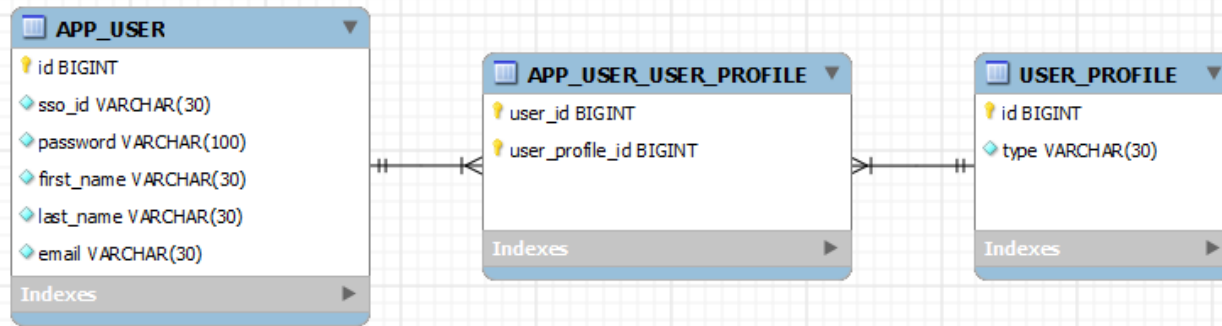 APP_USER
id BIGINT
sso_id VARCHAR(30)
password VARCHAR(100)
first_name VARCHAR(30)
last_name VARCHAR(30)
email VARCHAR(30)
Indexes
APP_USER_USER_PROFILE
user_id BIGINT
user_profile_id BIGINT
Indexes
USER_PROFILE
id BIGINT
type VARCHAR(30)
Indexes